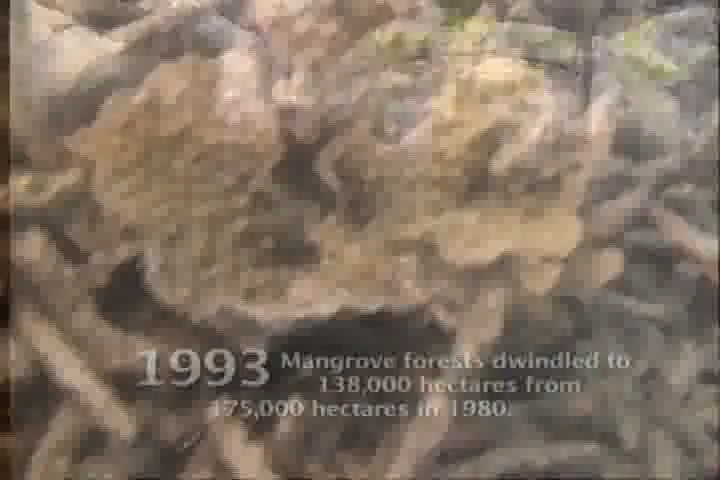 1993 Mangrove forests dwindled to
138,000 hectares from
175,000 hectares in 1980.